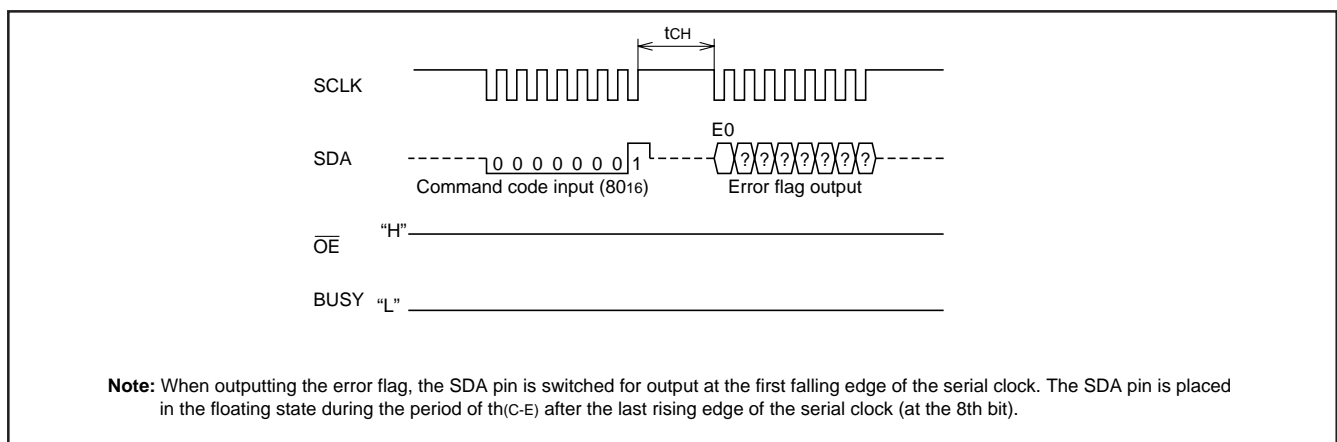 tCH
SCLK
E0
SDA
0 0 0 0 0 0 0 1 ? ? ? ? ? ? ?
Command code input (8016) Error flag output
OE "H"
BUSY "L"
Note: When outputting the error flag, the SDA pin is switched for output at the first falling edge of the serial clock. The SDA pin is placed
in the floating state during the period of th(C-E) after the last rising edge of the serial clock (at the 8th bit).